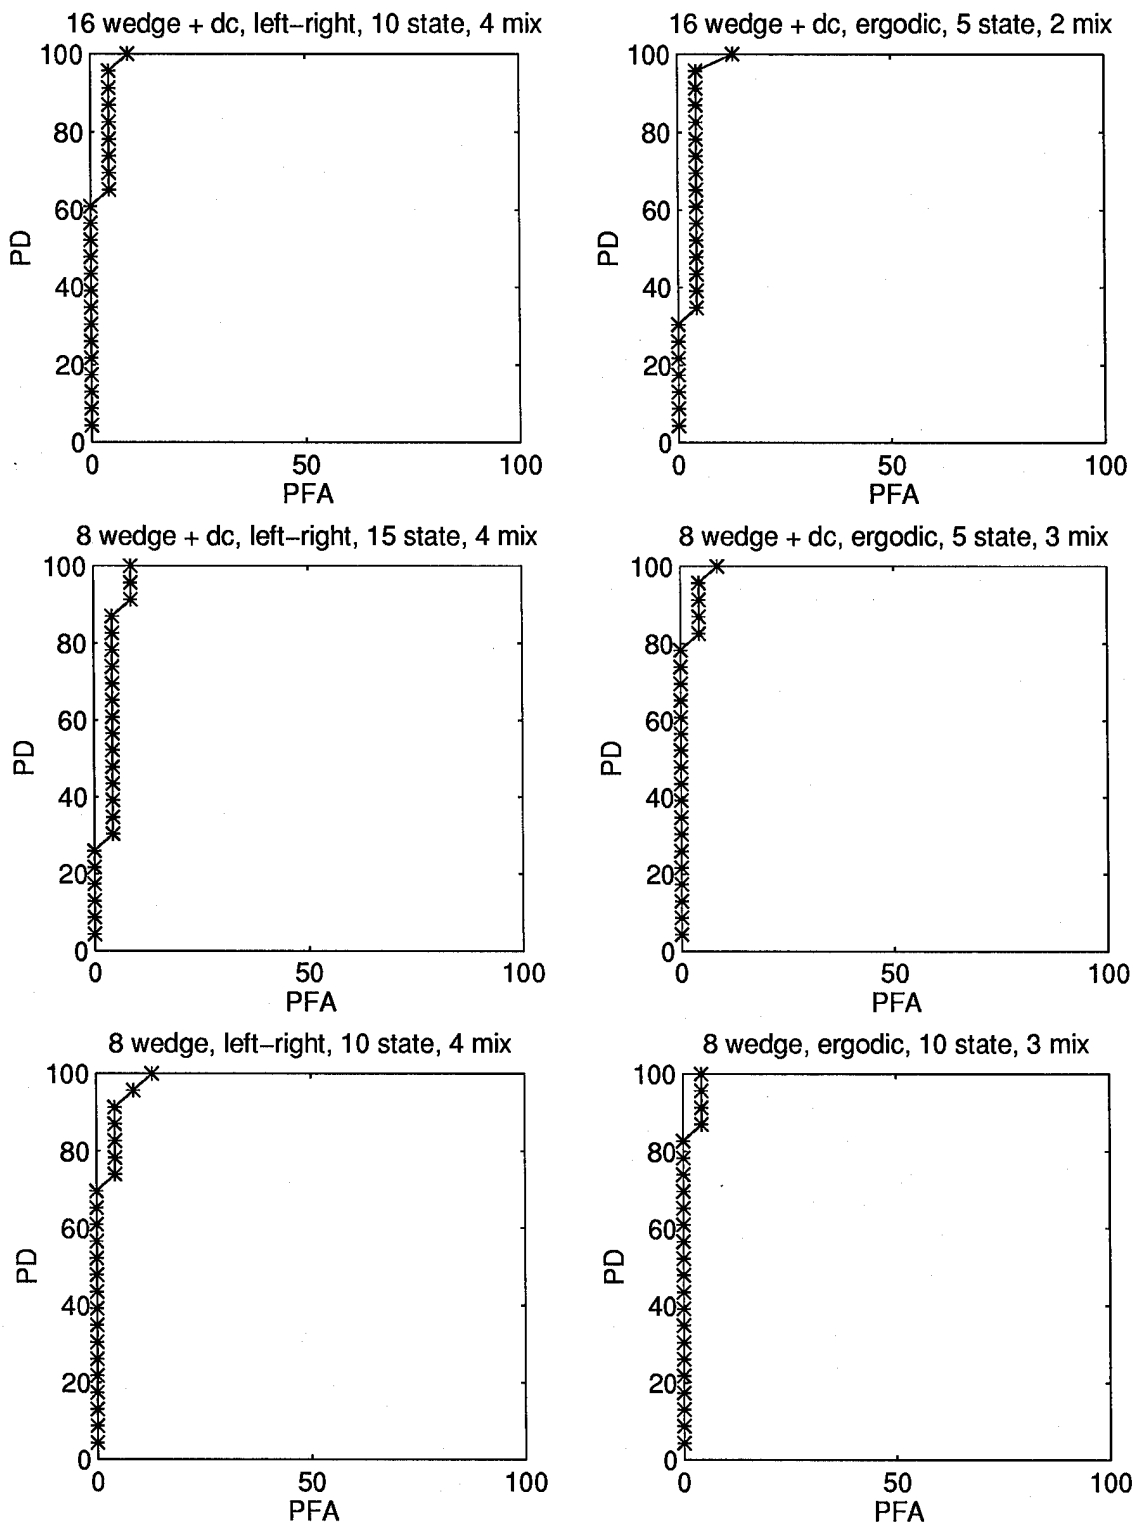 16 wedge + dc, left-right, 10 state, 4 mix
100
80
60
40
20
0
PD
0 50 100
PFA
16 wedge + dc, ergodic, 5 state, 2 mix
100
80
60
40
20
0
PD
0 50 100
PFA
8 wedge + dc, left-right, 15 state, 4 mix
100
80
60
40
20
0
PD
0 50 100
PFA
8 wedge + dc, ergodic, 5 state, 3 mix
100
80
60
40
20
0
PD
0 50 100
PFA
8 wedge, left-right, 10 state, 4 mix
100
80
60
40
20
0
PD
0 50 100
PFA
8 wedge, ergodic, 10 state, 3 mix
100
80
60
40
20
0
PD
0 50 100
PFA